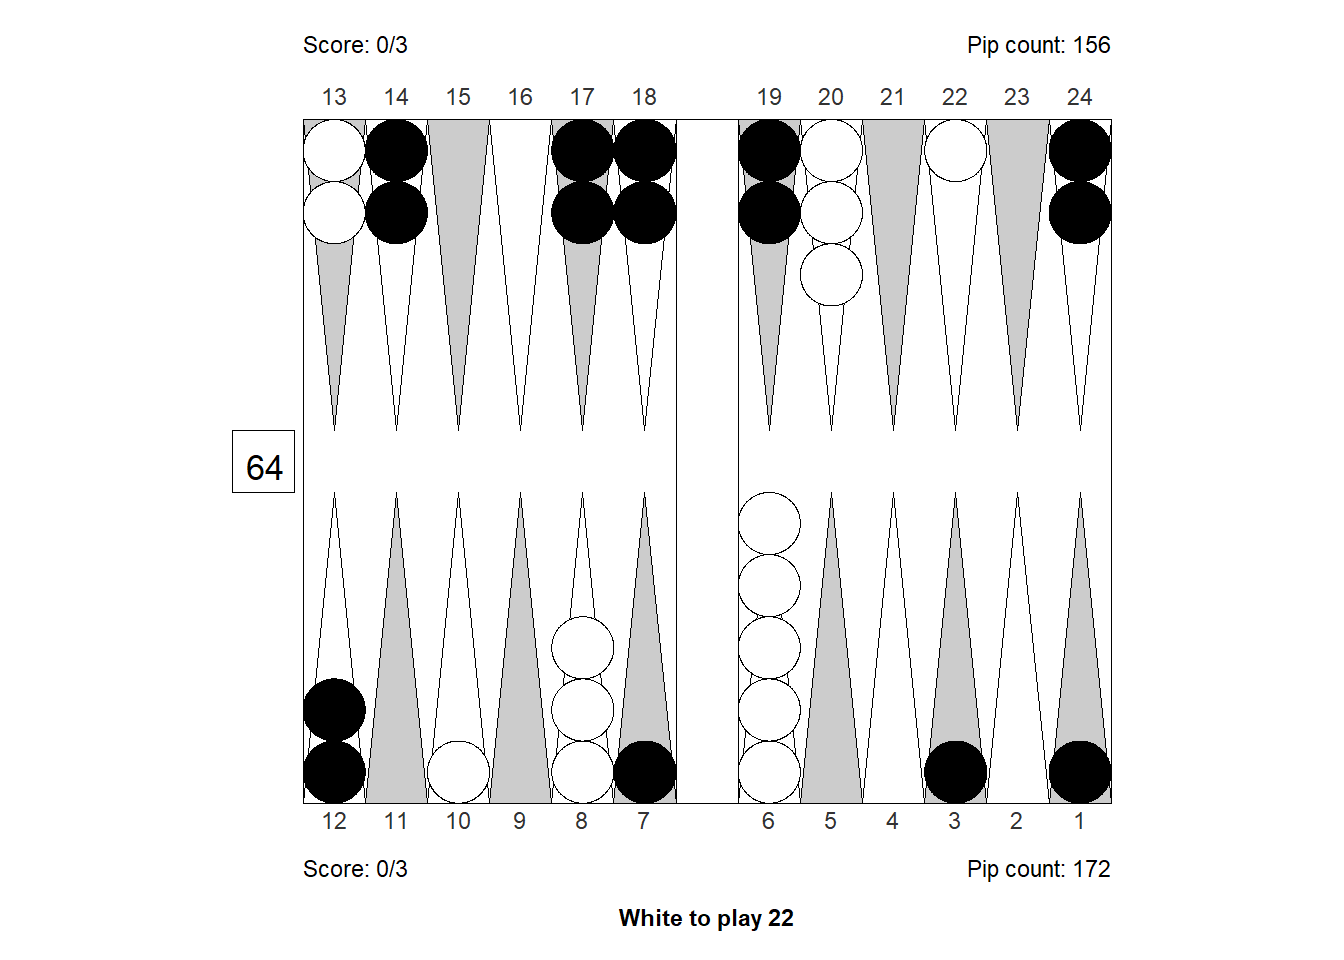 Score: 0/3 Pip count: 156
13 14 15 16 17 18 19 20 21 22 23 24
64
12 11 10 9 8 7 6 5 4 3 2 1
Score: 0/3 Pip count: 172
White to play 22